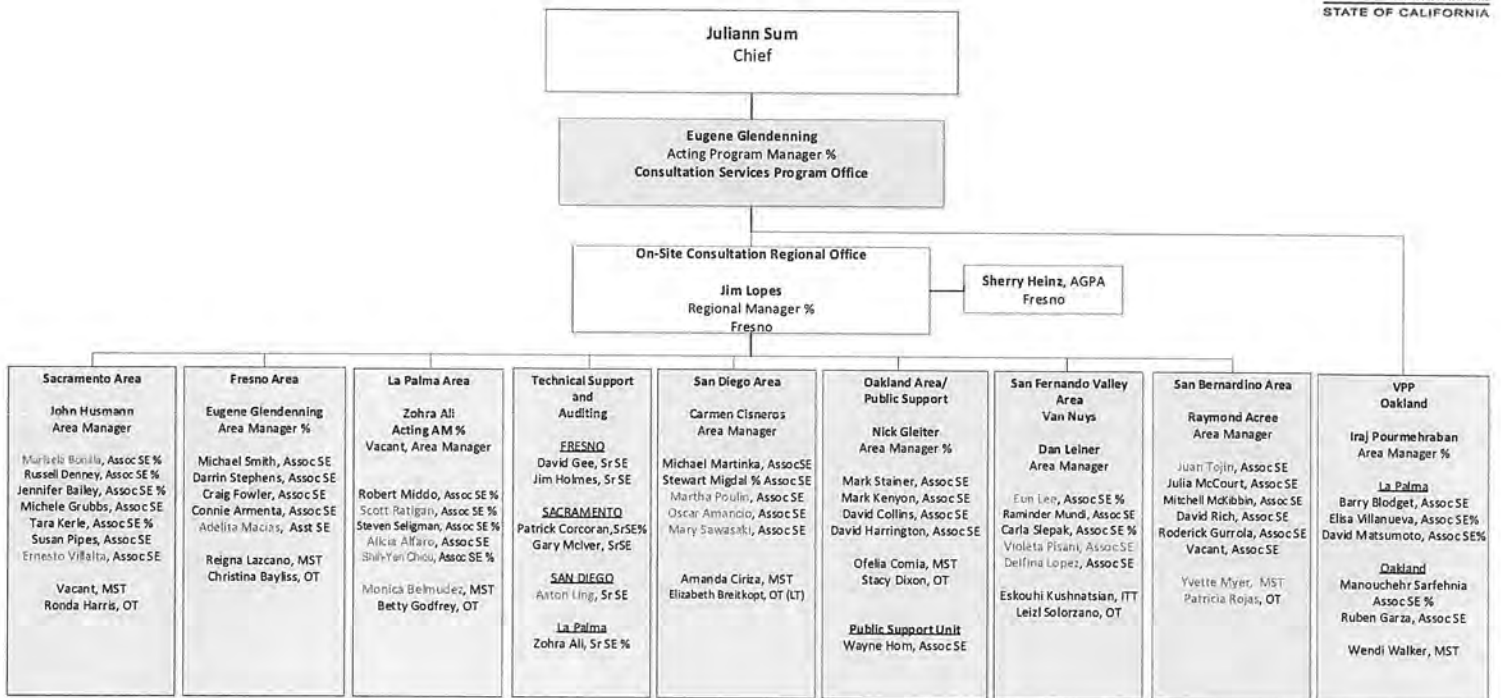 STATE OF CALIFORNIA
Juliann Sum
Chief
Eugene Glendenning
Acting Program Manager %
Consultation Services Program Office
On-Site Consultation Regional Office
Jim Lopes
Regional Manager %
Fresno
Sherry Heinz, AGPA
Fresno
Sacramento Area
John Husmann
Area Manager
Marisela Bonilla, Assoc SE %
Russell Denney, Assoc SE %
Jennifer Bailey, Assoc SE %
Michele Grubbs, Assoc SE
Tara Kerle, Assoc SE %
Susan Pipes, Assoc SE
Ernesto Villalta, Assoc SE
Vacant, MST
Ronda Harris, OT
Fresno Area
Eugene Glendenning
Area Manager %
Michael Smith, Assoc SE
Darrin Stephens, Assoc SE
Craig Fowler, Assoc SE
Connie Armenta, Assoc SE
Adelita Macias, Asst SE
Reigna Lazcano, MST
Christina Bayliss, OT
La Palma Area
Zohra Ali
Acting AM %
Vacant, Area Manager
Robert Middo, Assoc SE %
Scott Ratigan, Assoc SE %
Steven Seligman, Assoc SE %
Alicia Alfaro, Assoc SE
Shih-Yen Chiou, Assoc SE %
Monica Belmudez, MST
Betty Godfrey, OT
Technical Support
and
Auditing
FRESNO
David Gee, Sr SE
Jim Holmes, Sr SE
SACRAMENTO
Patrick Corcoran,SrSE%
Gary McIver, SrSE
SAN DIEGO
Aston Ling, Sr SE
La Palma
Zohra Ali, Sr SE %
San Diego Area
Carmen Cisneros
Area Manager
Michael Martinka, AssocSE
Stewart Migdal % Assoc SE
Martha Poulin, Assoc SE
Oscar Amancio, Assoc SE
Mary Sawasaki, Assoc SE
Amanda Ciriza, MST
Elizabeth Breitkopt, OT (LT)
Oakland Area/
Public Support
Nick Gleiter
Area Manager %
Mark Stainer, Assoc SE
Mark Kenyon, Assoc SE
David Collins, Assoc SE
David Harrington, Assoc SE
Ofelia Comia, MST
Stacy Dixon, OT
Public Support Unit
Wayne Hom, Assoc SE
San Fernando Valley
Area
Van Nuys
Dan Leiner
Area Manager
Eun Lee, Assoc SE %
Raminder Mundi, Assoc SE
Carla Slepak, Assoc SE %
Violeta Pisani, Assoc SE
Delfina Lopez, Assoc SE
Eskouhi Kushnatsian, ITT
Leizl Solorzano, OT
San Bernardino Area
Raymond Acree
Area Manager
Juan Tojin, Assoc SE
Julia McCourt, Assoc SE
Mitchell McKibbin, Assoc SE
David Rich, Assoc SE
Roderick Gurrola, Assoc SE
Vacant, Assoc SE
Yvette Myer, MST
Patricia Rojas, OT
VPP
Oakland
Iraj Pourmehraban
Area Manager %
La Palma
Barry Blodget, Assoc SE
Elisa Villanueva, Assoc SE%
David Matsumoto, Assoc SE%
Oakland
Manouchehr Sarfehnia
Assoc SE %
Ruben Garza, Assoc SE
Wendi Walker, MST